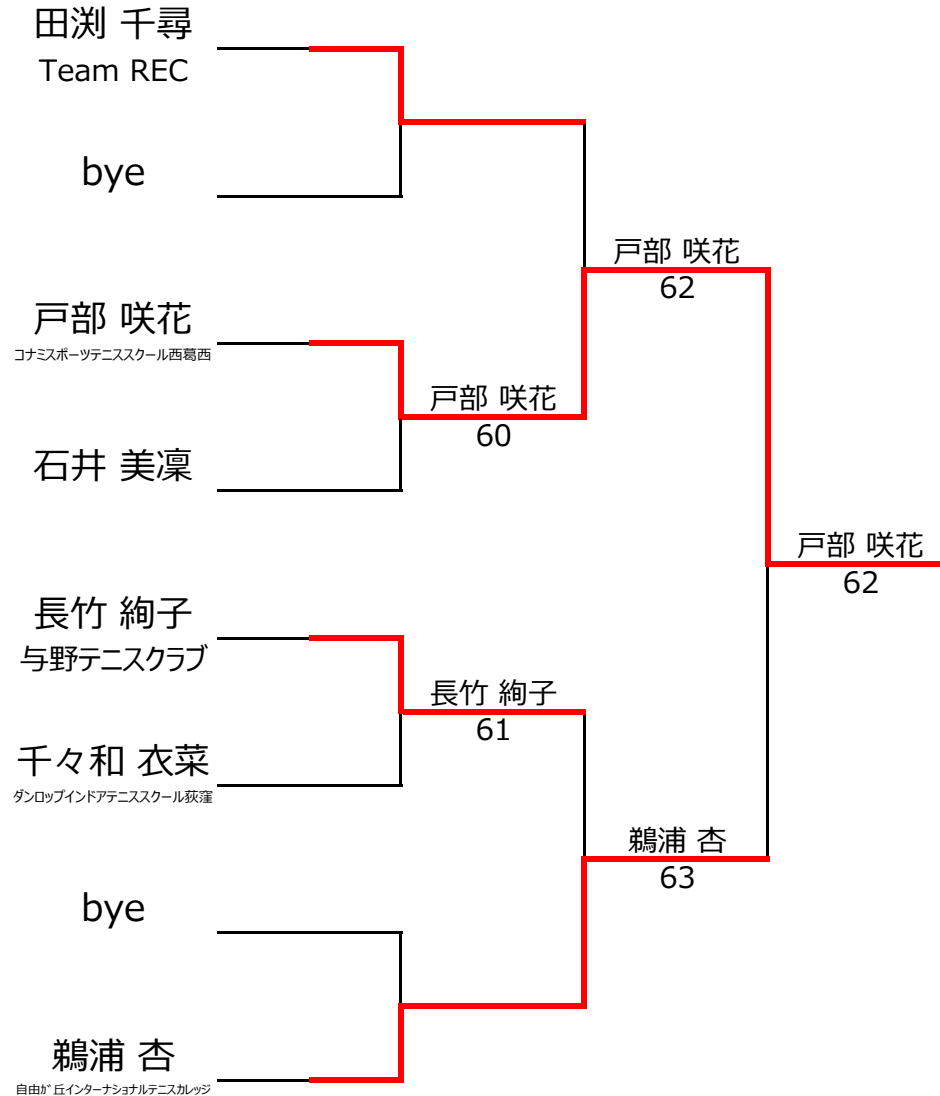 田渕 千尋
Team REC
bye
戸部 咲花
62
戸部 咲花
コナミスポーツテニススクール西葛西
戸部 咲花
60
石井 美凜
戸部 咲花
62
長竹 絢子
与野テニスクラブ
長竹 絢子
61
千々和 衣菜
ダンロップインドアテニススクール荻窪
鵜浦 杏
63
bye
鵜浦 杏
自由が丘インターナショナルテニスカレッジ